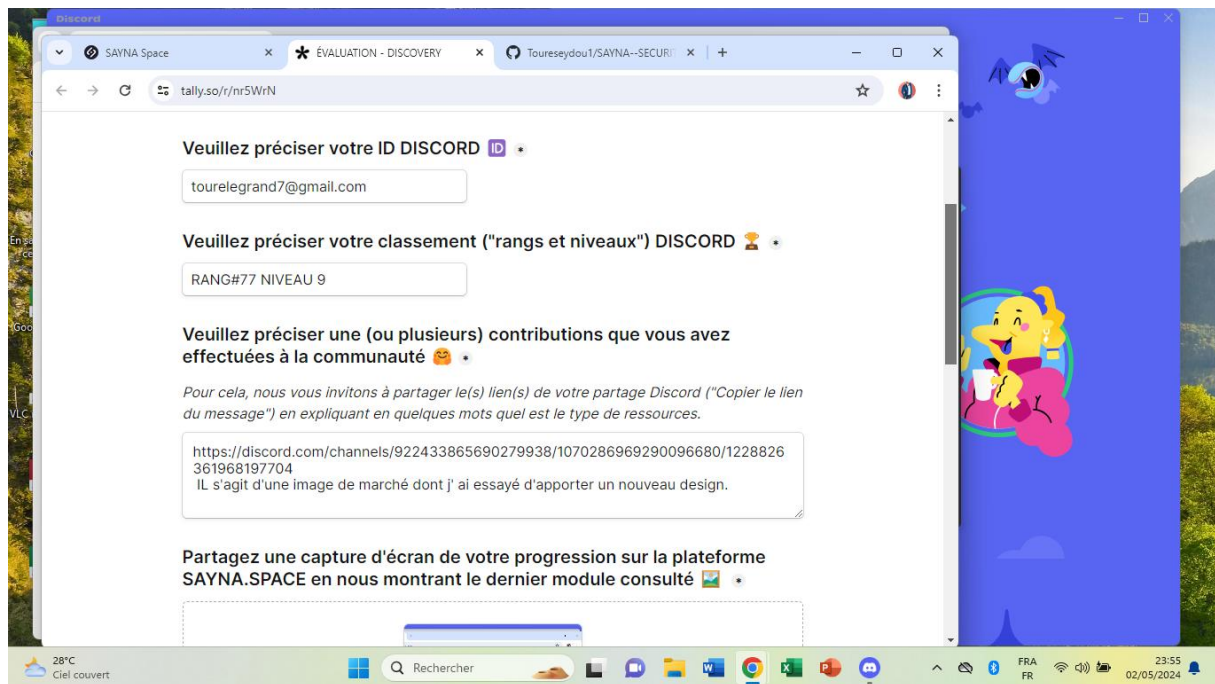 Discord
SAYNA Space
ÉVALUATION - DISCOVERY
Toureseydou1/SAYNA--SECURI
tally.so/r/nr5WrN
Veuillez préciser votre ID DISCORD 🆔 *
tourelegrand7@gmail.com
Veuillez préciser votre classement ("rangs et niveaux") DISCORD 🏆 *
RANG#77 NIVEAU 9
Veuillez préciser une (ou plusieurs) contributions que vous avez
effectuées à la communauté 🤗 *
Pour cela, nous vous invitons à partager le(s) lien(s) de votre partage Discord ("Copier le lien
du message") en expliquant en quelques mots quel est le type de ressources.
https://discord.com/channels/922433865690279938/1070286969290096680/1228826
361968197704
IL s'agit d'une image de marché dont j' ai essayé d'apporter un nouveau design.
Partagez une capture d'écran de votre progression sur la plateforme
SAYNA.SPACE en nous montrant le dernier module consulté 🖼️ *
En sa
Goo
VLC
28°C
Ciel couvert
Rechercher
FRA
FR
23:55
02/05/2024